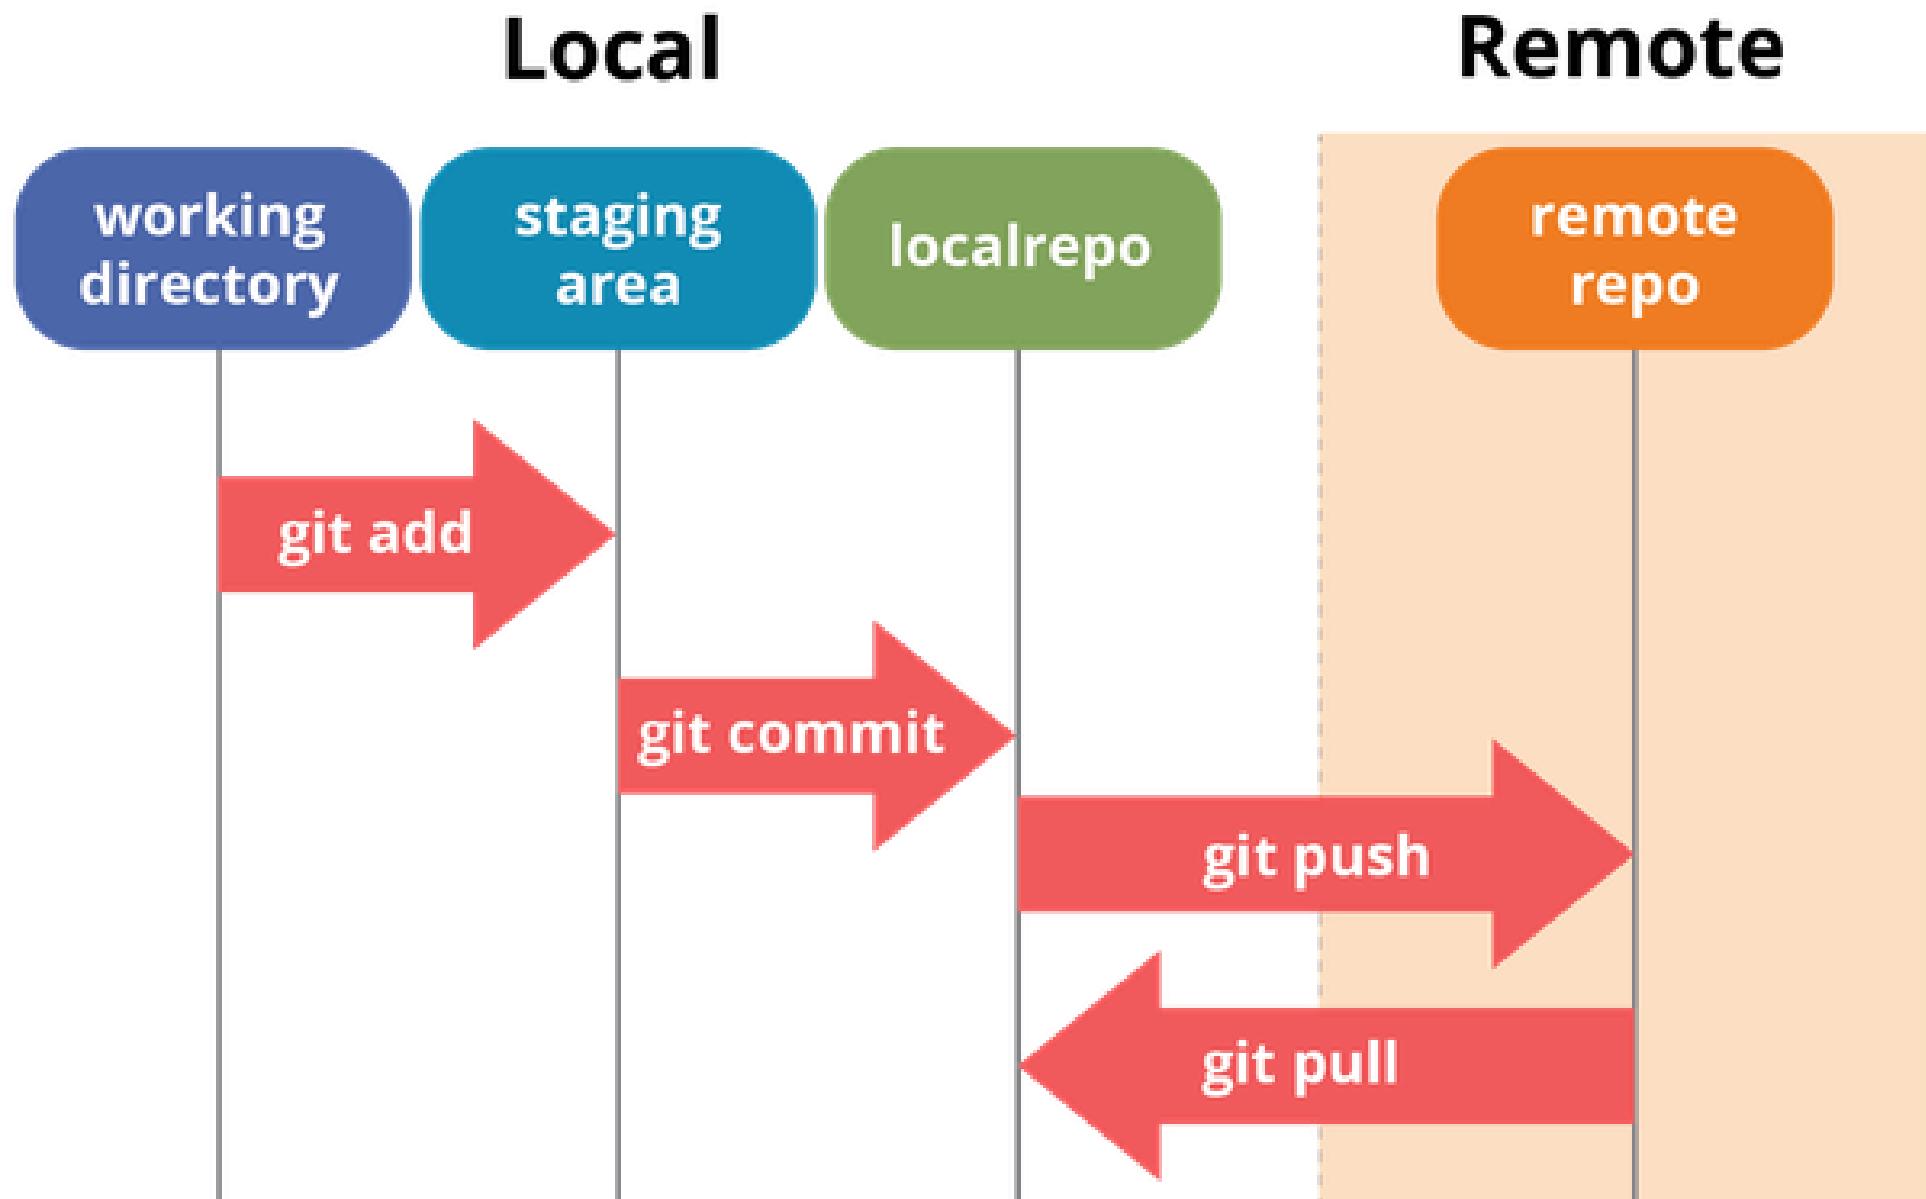 Local
Remote
working
directory
staging
area
localrepo
remote
repo
git add
git commit
git push
git pull